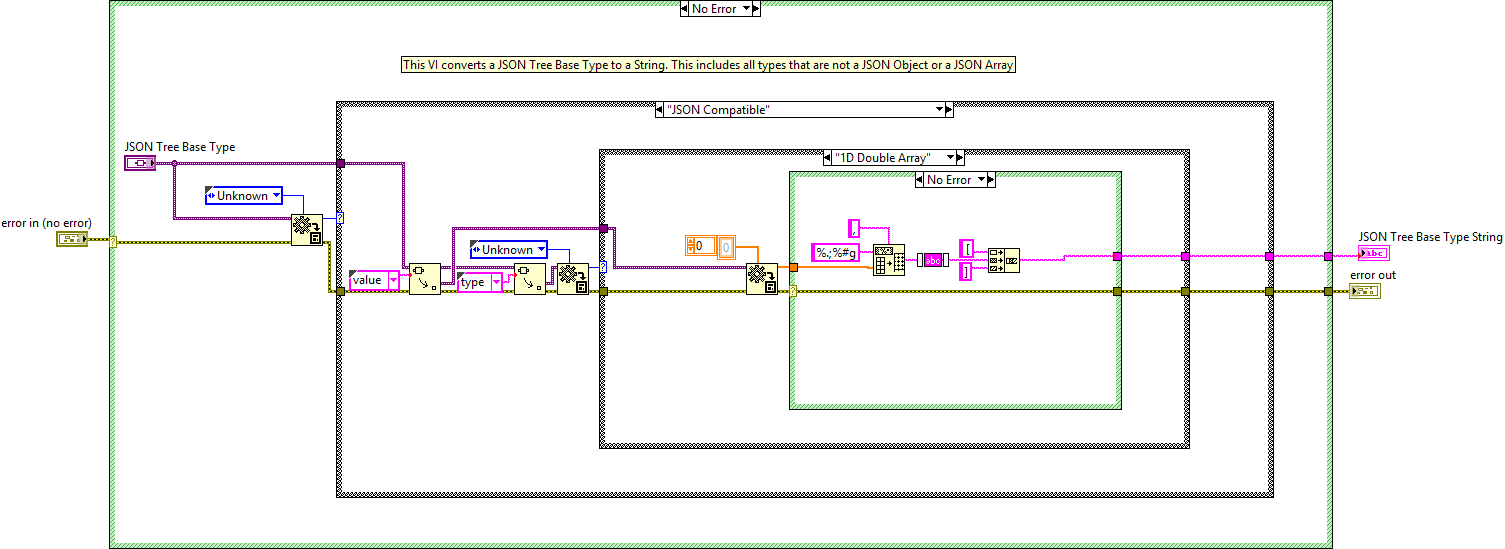 No Error
This VI converts a JSON Tree Base Type to a String. This includes all types that are not a JSON Object or a JSON Array
"JSON Compatible"
JSON Tree Base Type
"1D Double Array"
No Error
Unknown
error in (no error)
,
JSON Tree Base Type String
Unknown
0
0
%.;%#g
abc
[
abc
value
type
]
error out